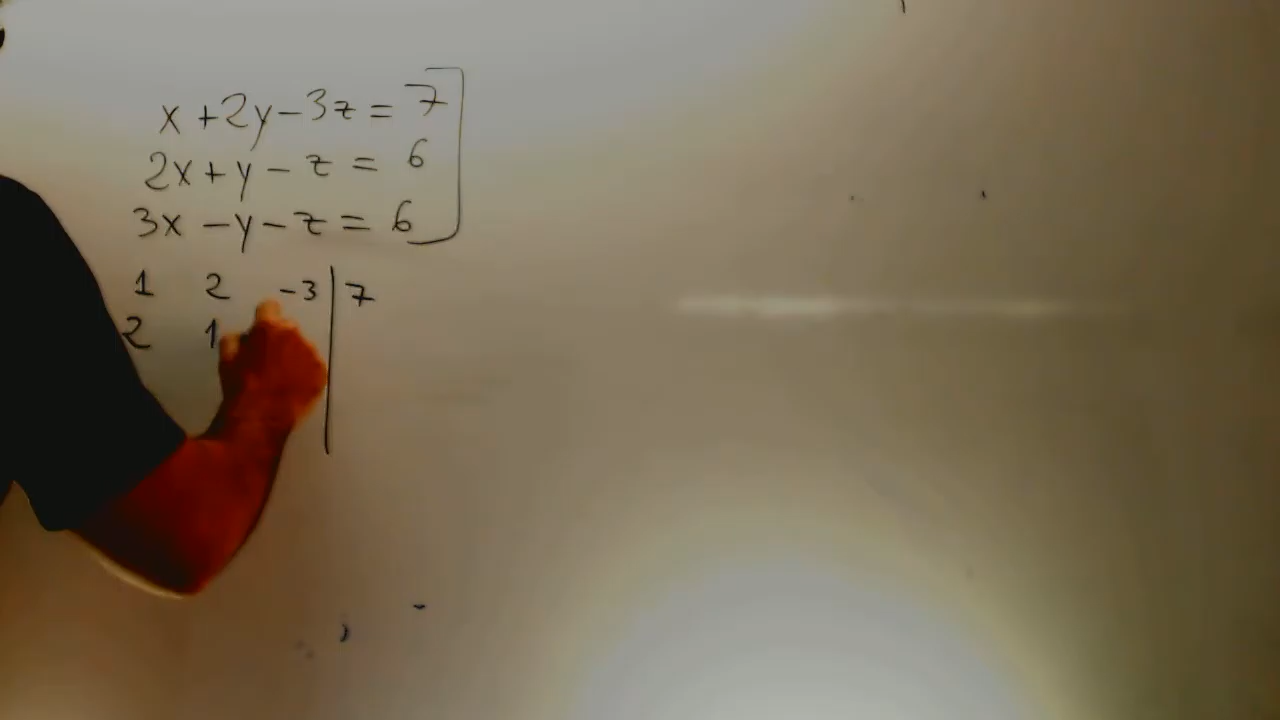 x + 2y - 3z = 7
2x + y - z = 6
3x - y - z = 6
1 2 -3 | 7
2 1